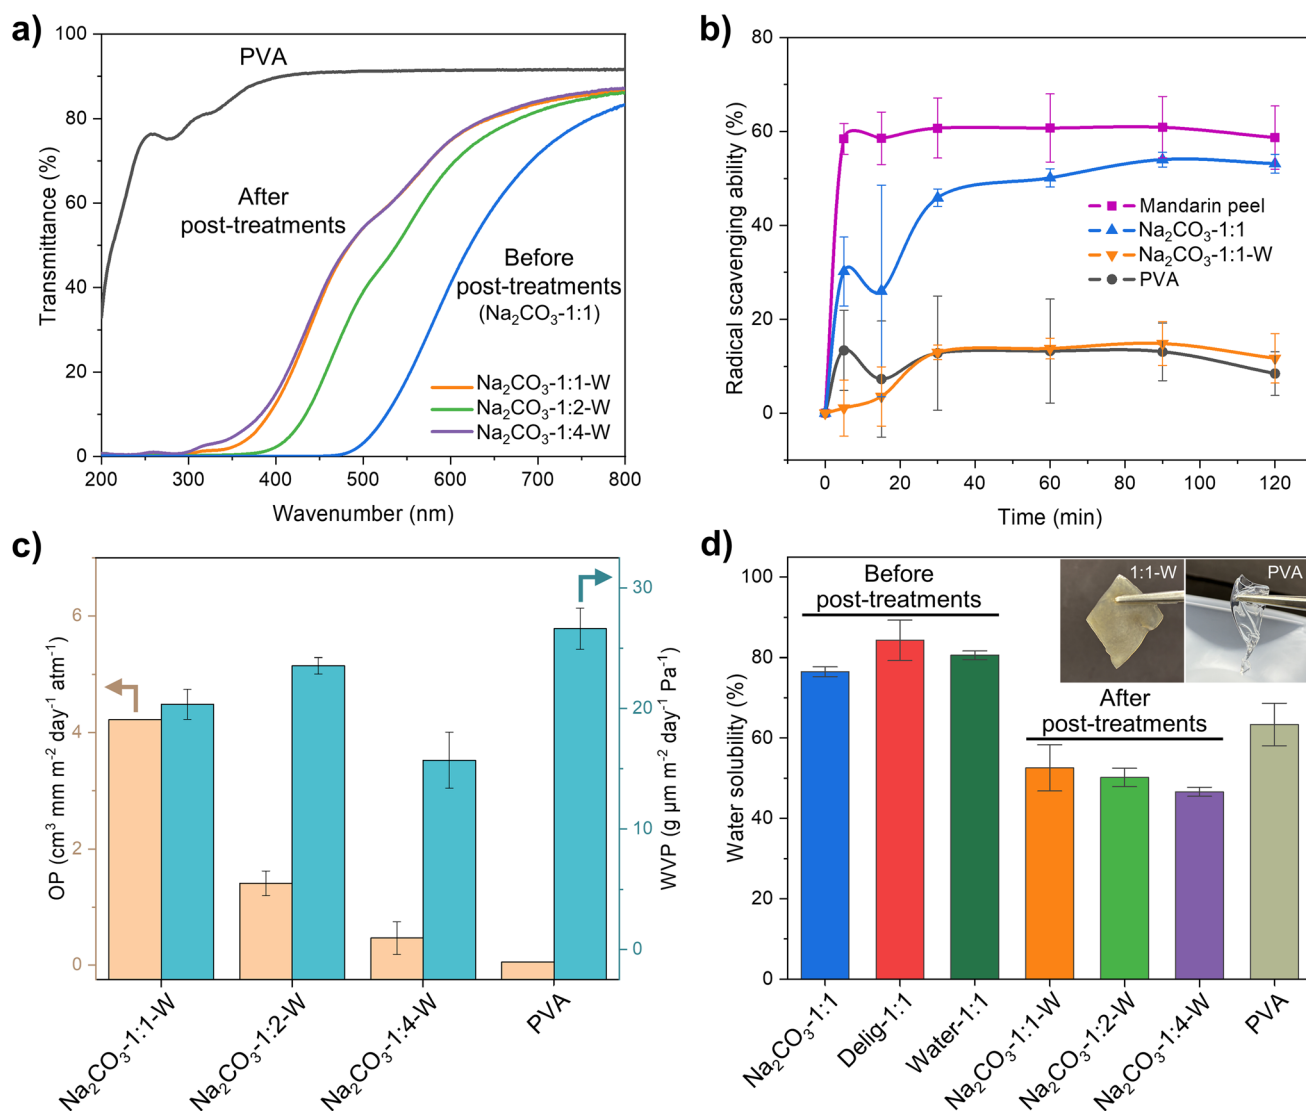 a)
100
80
60
40
20
0
Transmittance (%)
PVA
After
post-treatments
Before
post-treatments
(Na₂CO₃-1:1)
Na₂CO₃-1:1-W
Na₂CO₃-1:2-W
Na₂CO₃-1:4-W
200 300 400 500 600 700 800
Wavenumber (nm)
b)
80
60
40
20
0
Radical scavenging ability (%)
Mandarin peel
Na₂CO₃-1:1
Na₂CO₃-1:1-W
PVA
0 20 40 60 80 100 120
Time (min)
c)
6
4
2
0
OP (cm³ mm m⁻² day⁻¹ atm⁻¹)
30
20
10
0
WVP (g µm m⁻² day⁻¹ Pa⁻¹)
Na₂CO₃-1:1-W
Na₂CO₃-1:2-W
Na₂CO₃-1:4-W
PVA
d)
100
80
60
40
20
0
Water solubility (%)
Before
post-treatments
1:1-W
PVA
After
post-treatments
Na₂CO₃-1:1
Delig-1:1
Water-1:1
Na₂CO₃-1:1-W
Na₂CO₃-1:2-W
Na₂CO₃-1:4-W
PVA